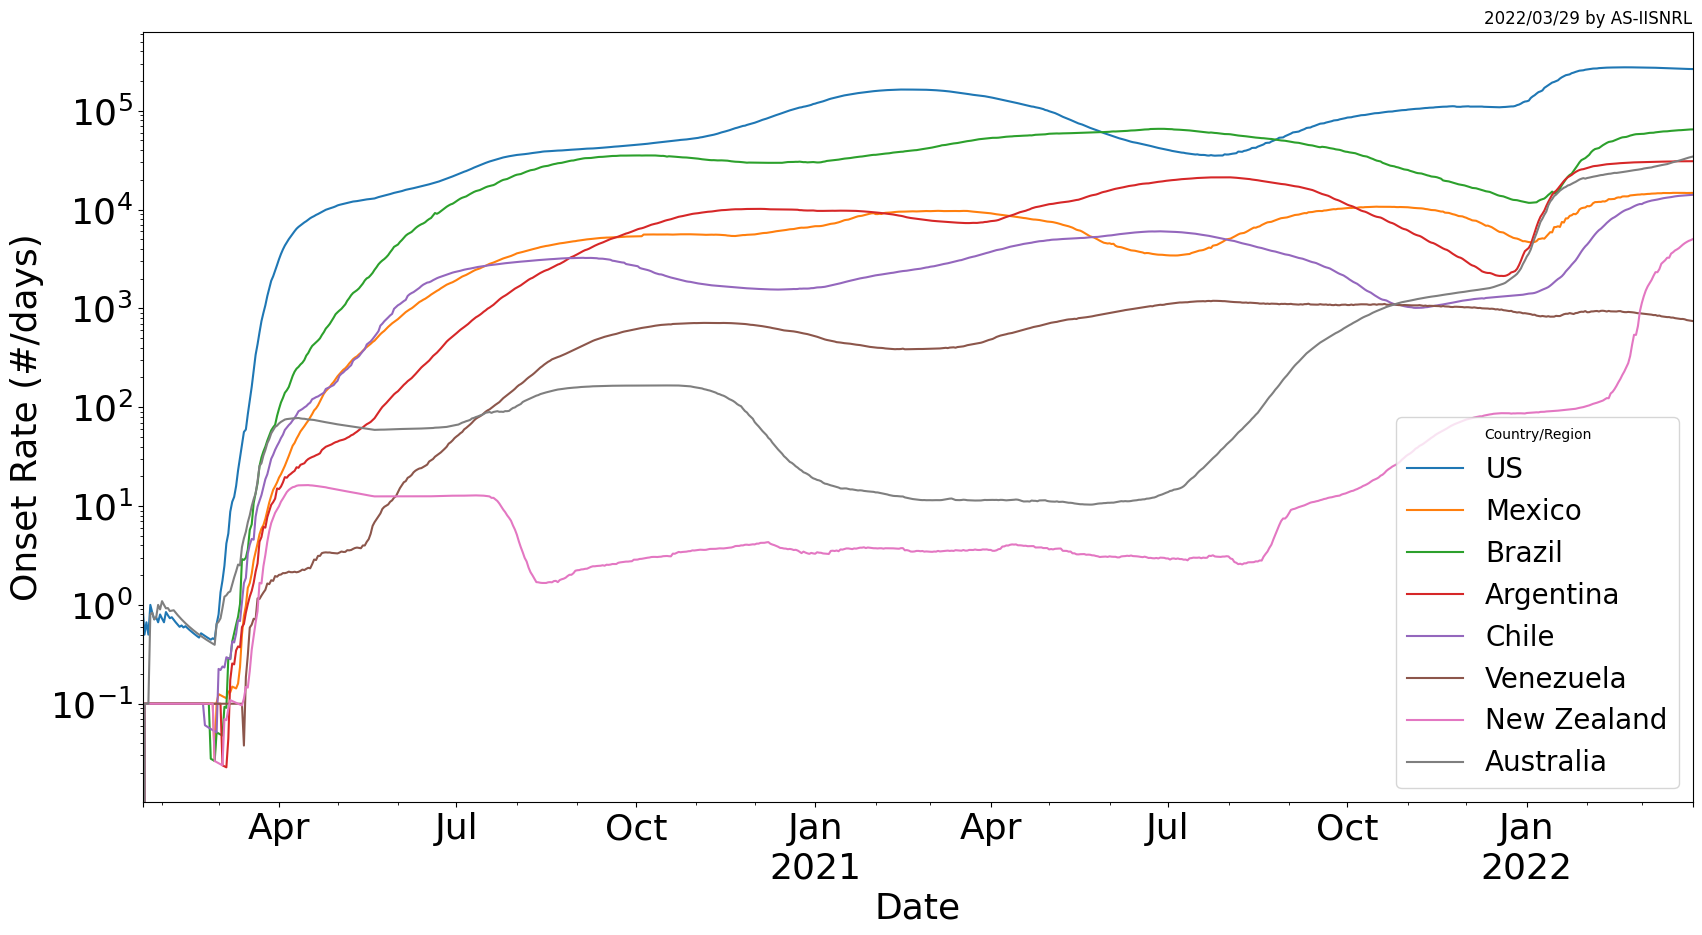 2022/03/29 by AS-IISNRL
Onset Rate (#/days)
10^5
10^4
10^3
10^2
10^1
10^0
10^−1
Country/Region
US
Mexico
Brazil
Argentina
Chile
Venezuela
New Zealand
Australia
Apr Jul Oct Jan Apr Jul Oct Jan
2021 2022
Date